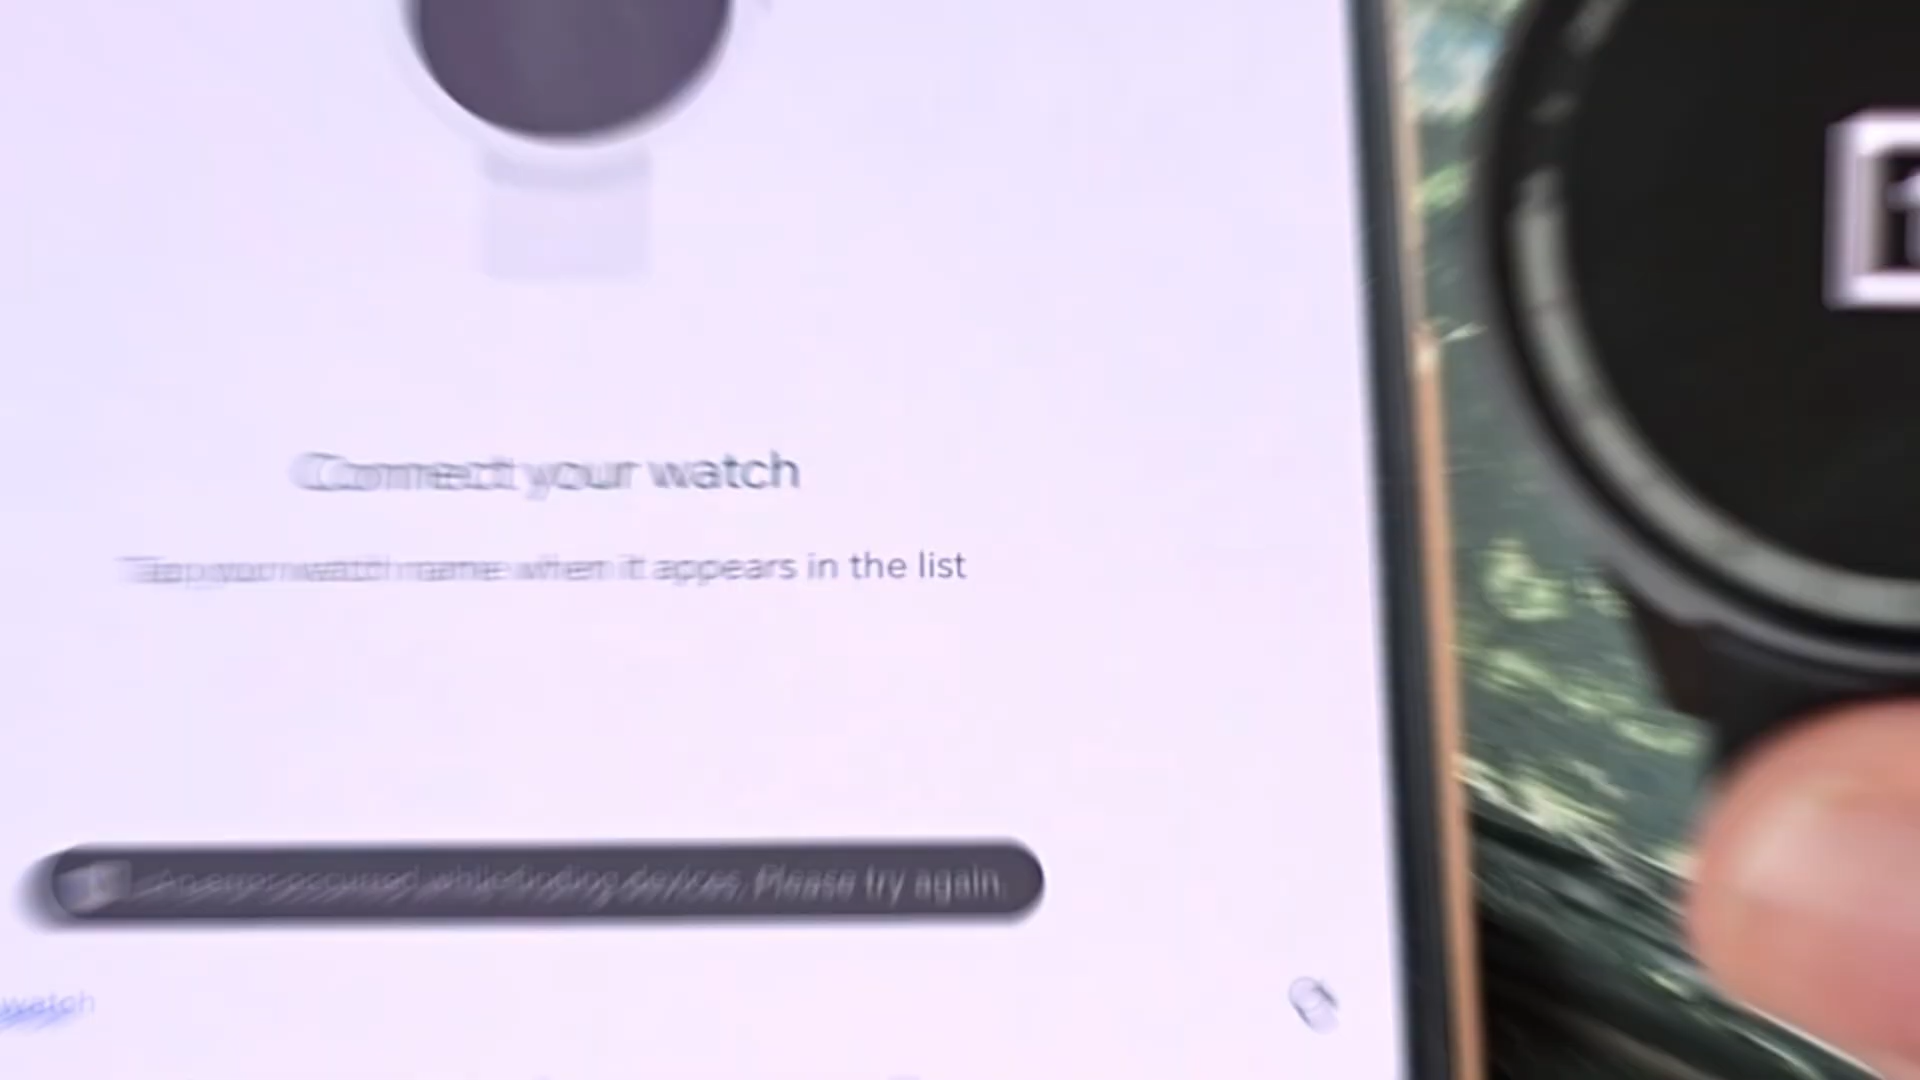 Connect your watch
Tap your watch name when it appears in the list
An error occurred while finding devices. Please try again.
watch